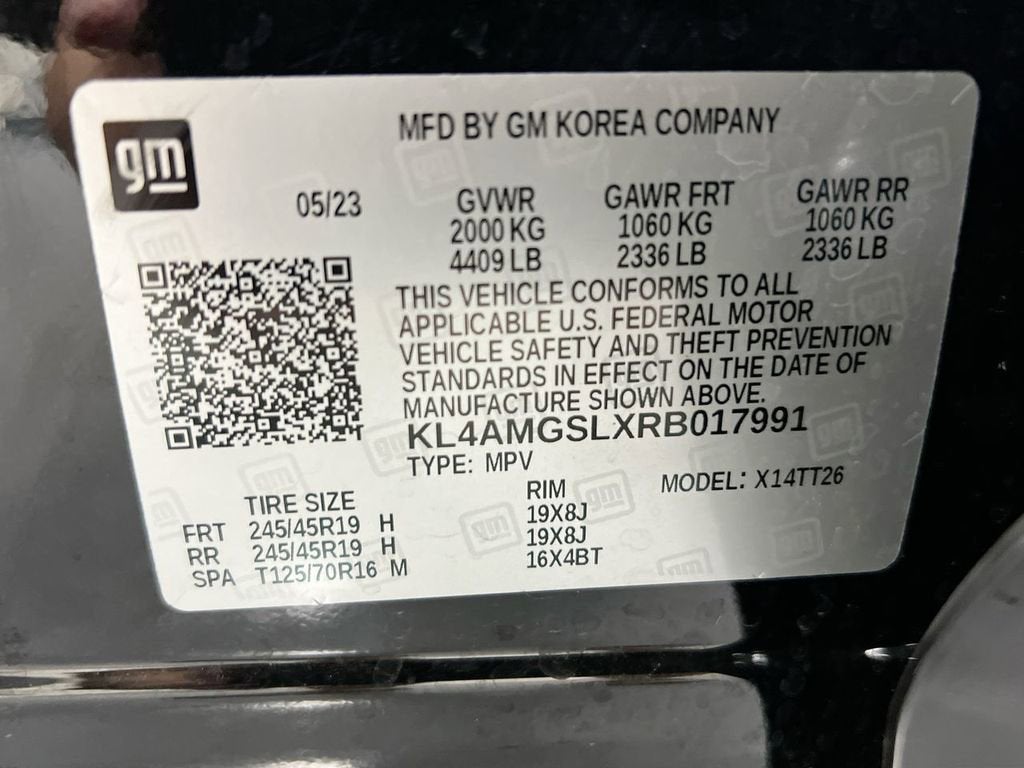 gm
MFD BY GM KOREA COMPANY
05/23
GVWR GAWR FRT GAWR RR
2000 KG 1060 KG 1060 KG
4409 LB 2336 LB 2336 LB
THIS VEHICLE CONFORMS TO ALL
APPLICABLE U.S. FEDERAL MOTOR
VEHICLE SAFETY AND THEFT PREVENTION
STANDARDS IN EFFECT ON THE DATE OF
MANUFACTURE SHOWN ABOVE.
KL4AMGSLXRB017991
TYPE: MPV
MODEL: X14TT26
TIRE SIZE RIM
FRT 245/45R19 H 19X8J
RR 245/45R19 H 19X8J
SPA T125/70R16 M 16X4BT